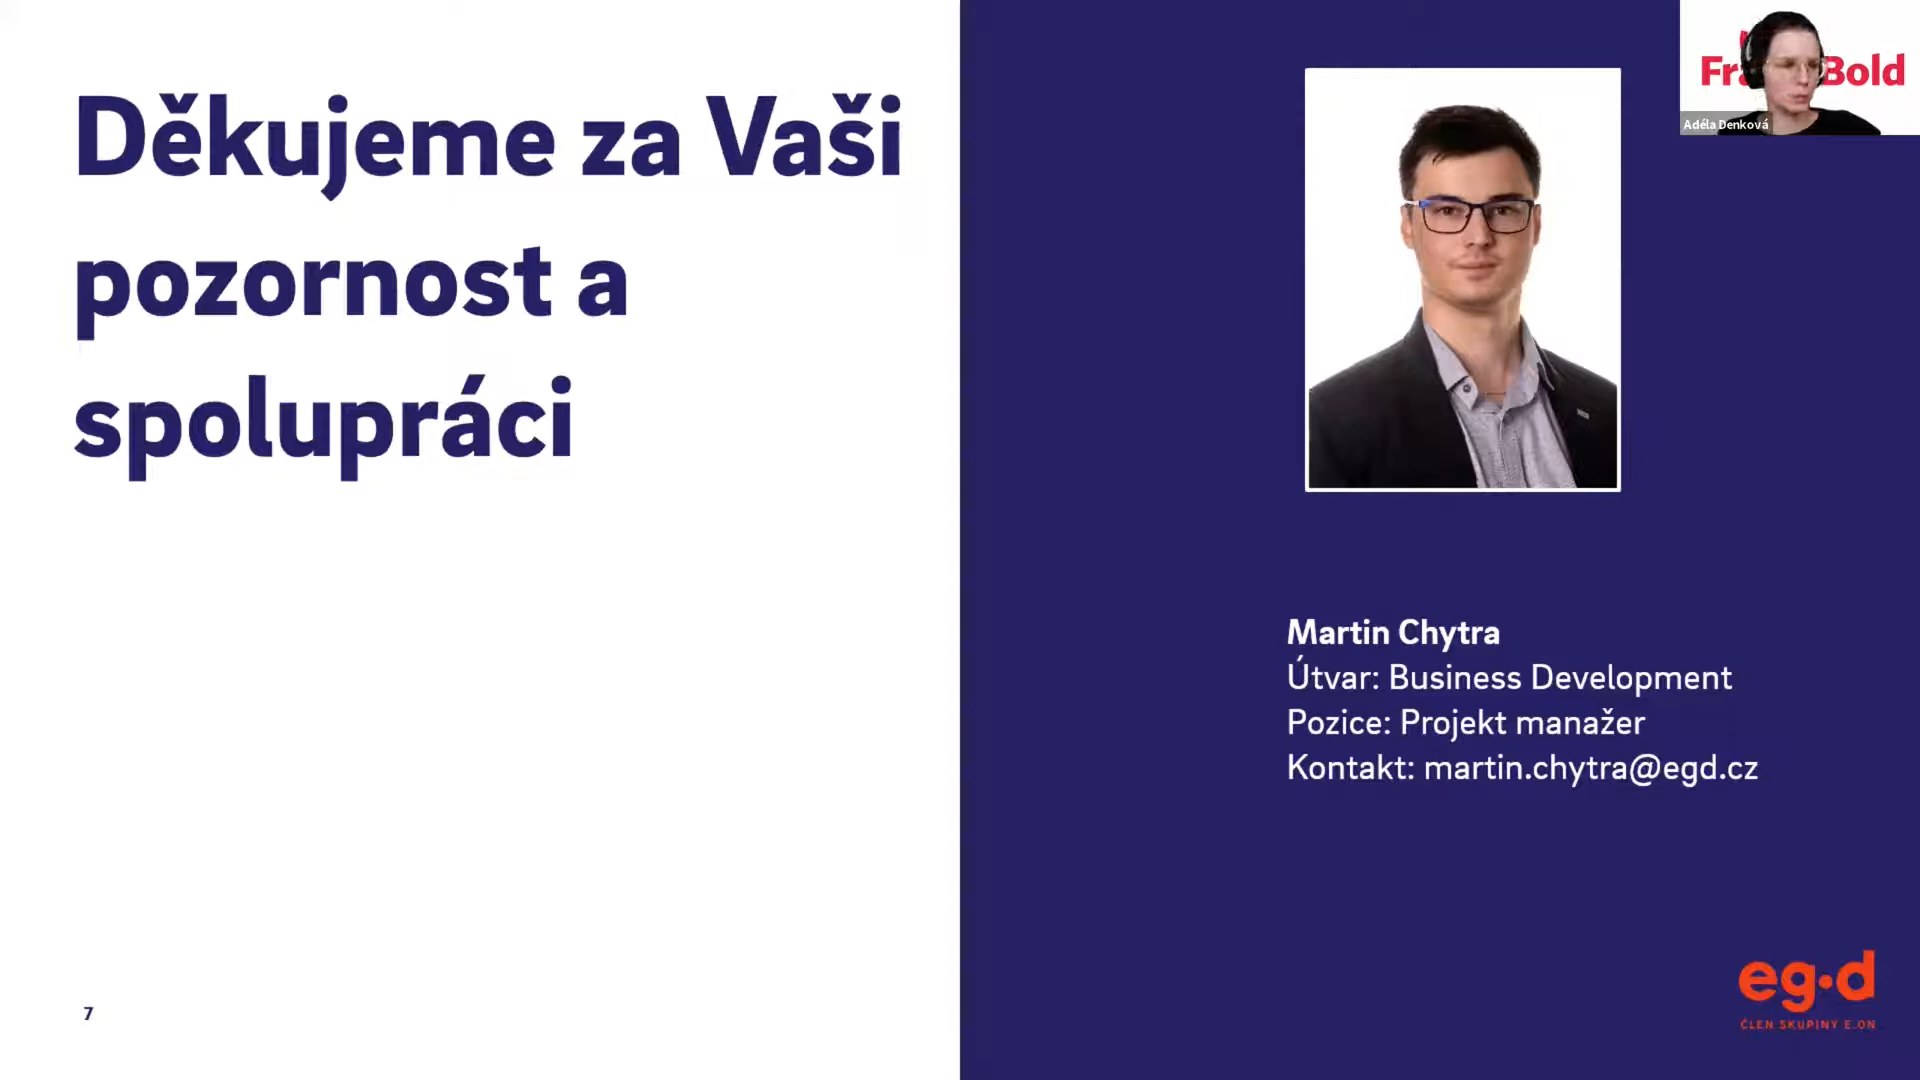 Děkujeme za Vaši
pozornost a
spolupráci
Adéla Denková
Martin Chytra
Útvar: Business Development
Pozice: Projekt manažer
Kontakt: martin.chytra@egd.cz
eg·d
ČLEN SKUPINY E.ON
7
Bold